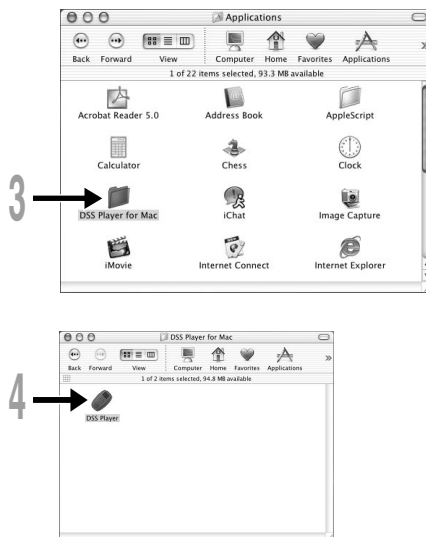 Applications
Back Forward View Computer Home Favorites Applications
1 of 22 items selected, 93.3 MB available
Acrobat Reader 5.0 Address Book AppleScript
Calculator Chess Clock
3
DSS Player for Mac iChat Image Capture
iMovie Internet Connect Internet Explorer
DSS Player for Mac
Back Forward View Computer Home Favorites Applications
1 of 2 items selected, 94.8 MB available
4
DSS Player